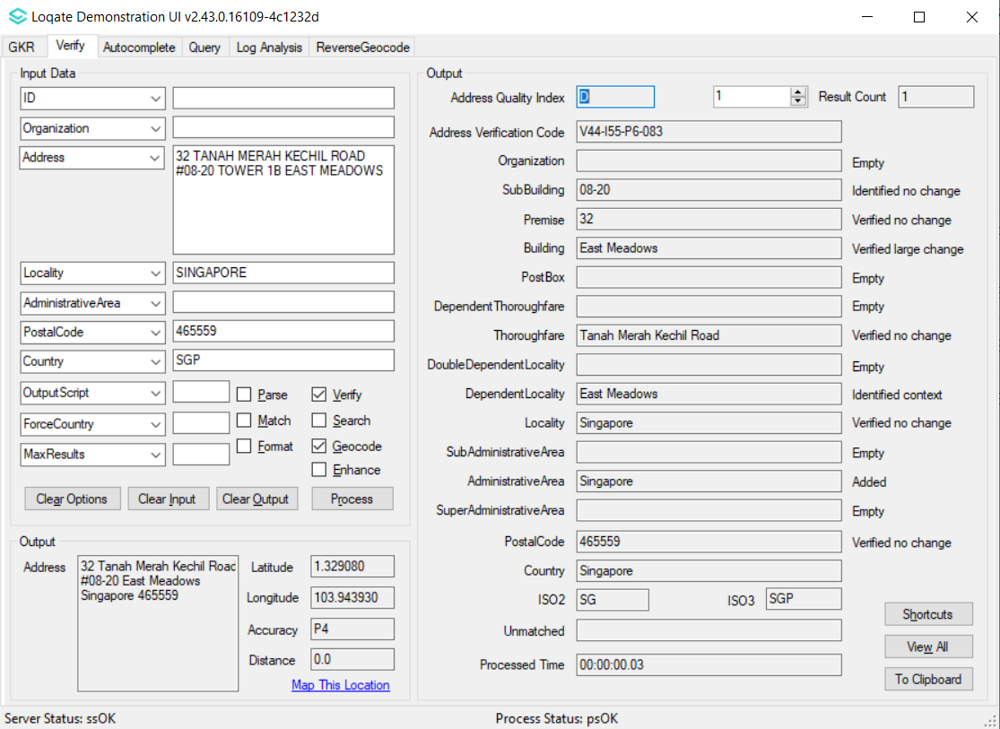 Loqate Demonstration UI v2.43.0.16109-4c1232d
GKR Verify Autocomplete Query Log Analysis ReverseGeocode
Input Data
ID
Organization
Address
32 TANAH MERAH KECHIL ROAD
#08-20 TOWER 1B EAST MEADOWS
Locality SINGAPORE
AdministrativeArea
PostalCode 465559
Country SGP
OutputScript Parse Verify
ForceCountry Match Search
MaxResults Format Geocode
Enhance
Clear Options Clear Input Clear Output Process
Output
Address
32 Tanah Merah Kechil Road
#08-20 East Meadows
Singapore 465559
Latitude 1.329080
Longitude 103.943930
Accuracy P4
Distance 0.0
Map This Location
Output
Address Quality Index D 1 Result Count 1
Address Verification Code V44-I55-P6-083
Organization Empty
SubBuilding 08-20 Identified no change
Premise 32 Verified no change
Building East Meadows Verified large change
PostBox Empty
DependentThoroughfare Empty
Thoroughfare Tanah Merah Kechil Road Verified no change
DoubleDependentLocality Empty
DependentLocality East Meadows Identified context
Locality Singapore Verified no change
SubAdministrativeArea Empty
AdministrativeArea Singapore Added
SuperAdministrativeArea Empty
PostalCode 465559 Verified no change
Country Singapore
ISO2 SG ISO3 SGP
Unmatched
Processed Time 00:00:00.03
Shortcuts
View All
To Clipboard
Server Status: ssOK Process Status: psOK